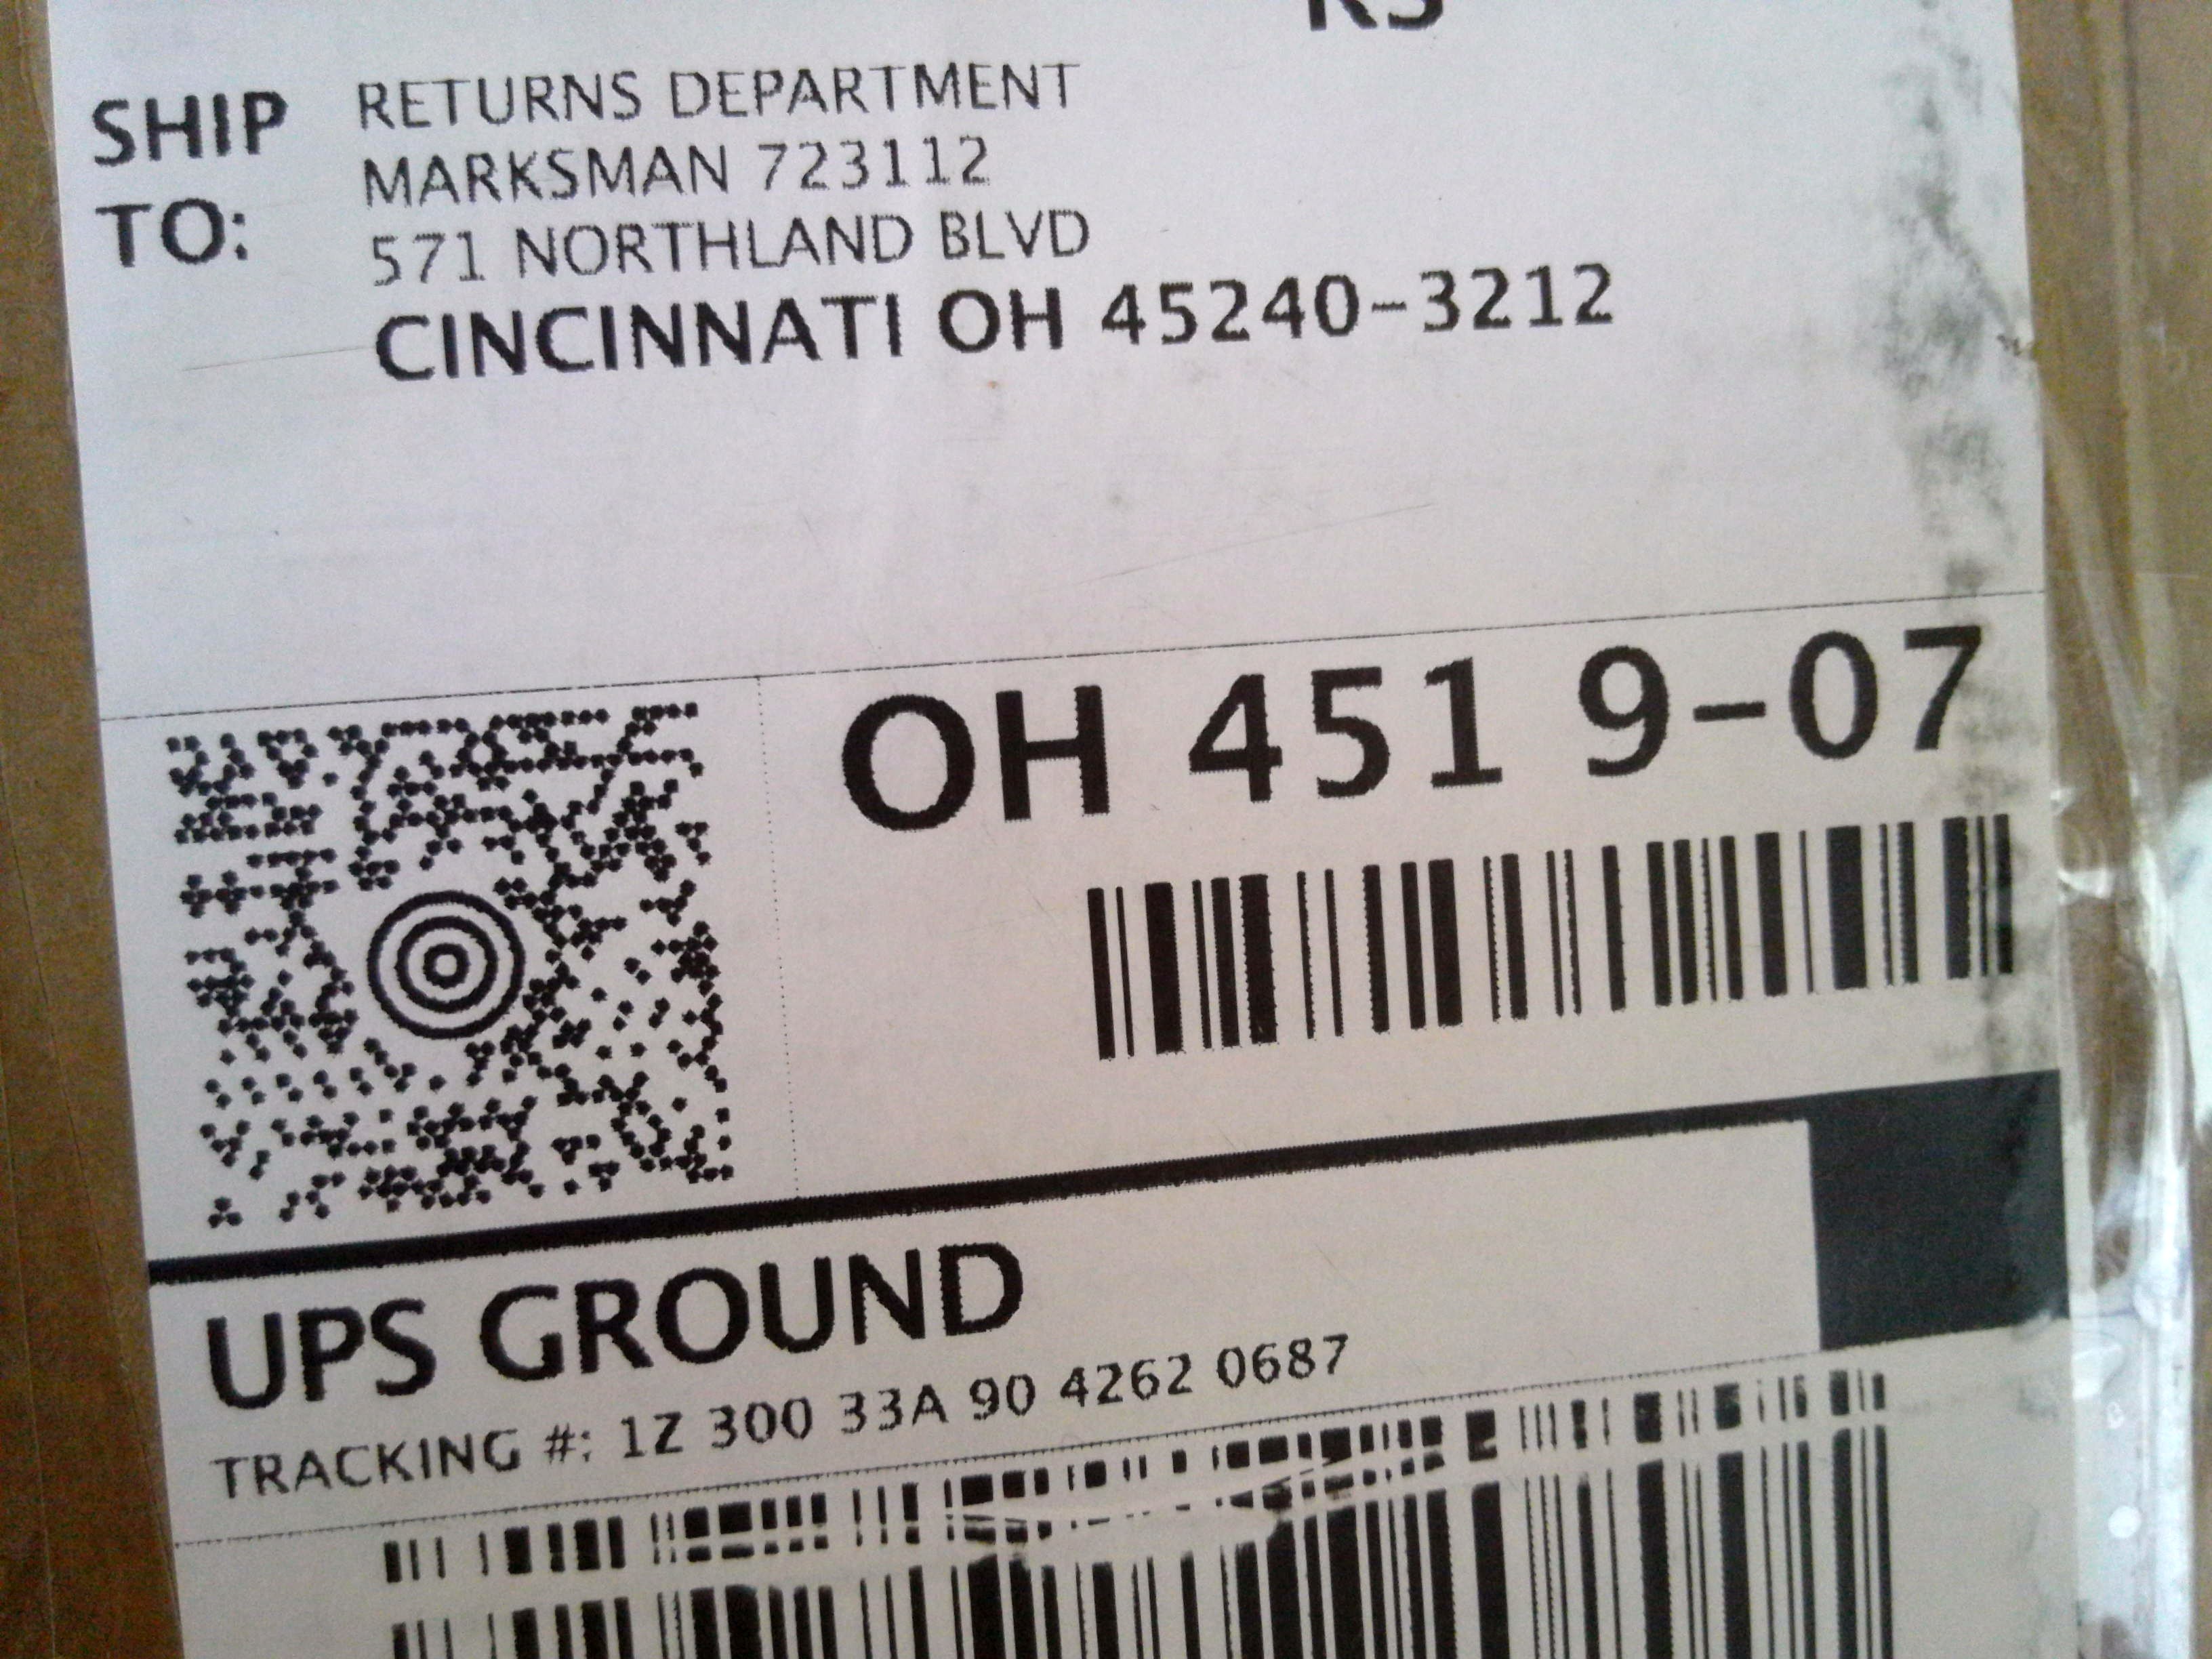 RS
SHIP TO:
RETURNS DEPARTMENT
MARKSMAN 723112
571 NORTHLAND BLVD
CINCINNATI OH 45240-3212
OH 451 9-07
UPS GROUND
TRACKING #: 1Z 300 33A 90 4262 0687